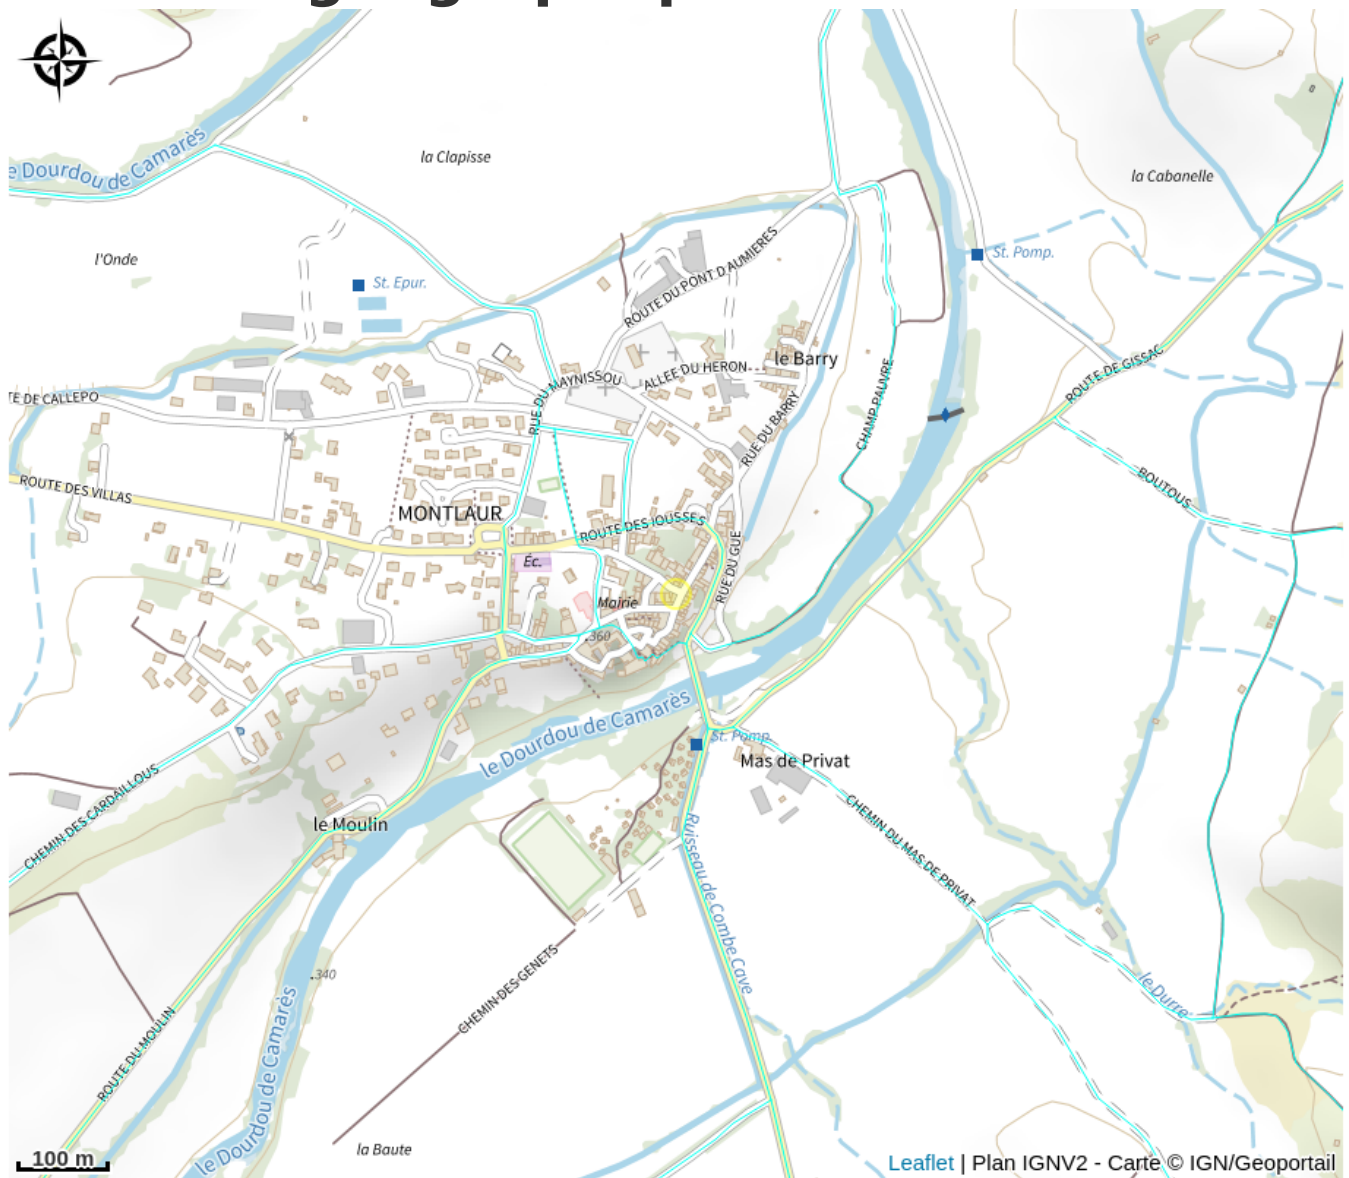 le Dourdou de Camarès
la Clapisse
la Cabanelle
l'Onde
St. Epur.
St. Pomp.
ROUTE DU PONT D'AUMIERES
le Barry
ALLEE DU HERON
RUE DU MAYNISSOU
CHAMP PAUVRE
ROUTE DE GISSAC
TE DE CALLEPO
RUE DU BARRY
ROUTE DES VILLAS
BOUTOUS
MONTLAUR
ROUTE DES IOUSSES
Éc.
RUE DU GUE
Mairie
.360
le Dourdou de Camarès
St. Pomp.
Mas de Privat
CHEMIN DES CARDAILLOUS
le Moulin
CHEMIN DU MAS DE PRIVAT
Ruisseau de Combe Cave
.340
CHEMIN DES GENETS
le Durre
ROUTE DU MOULIN
le Dourdou de Camarès
la Baute
100 m
Leaflet | Plan IGNV2 - Carte © IGN/Geoportail